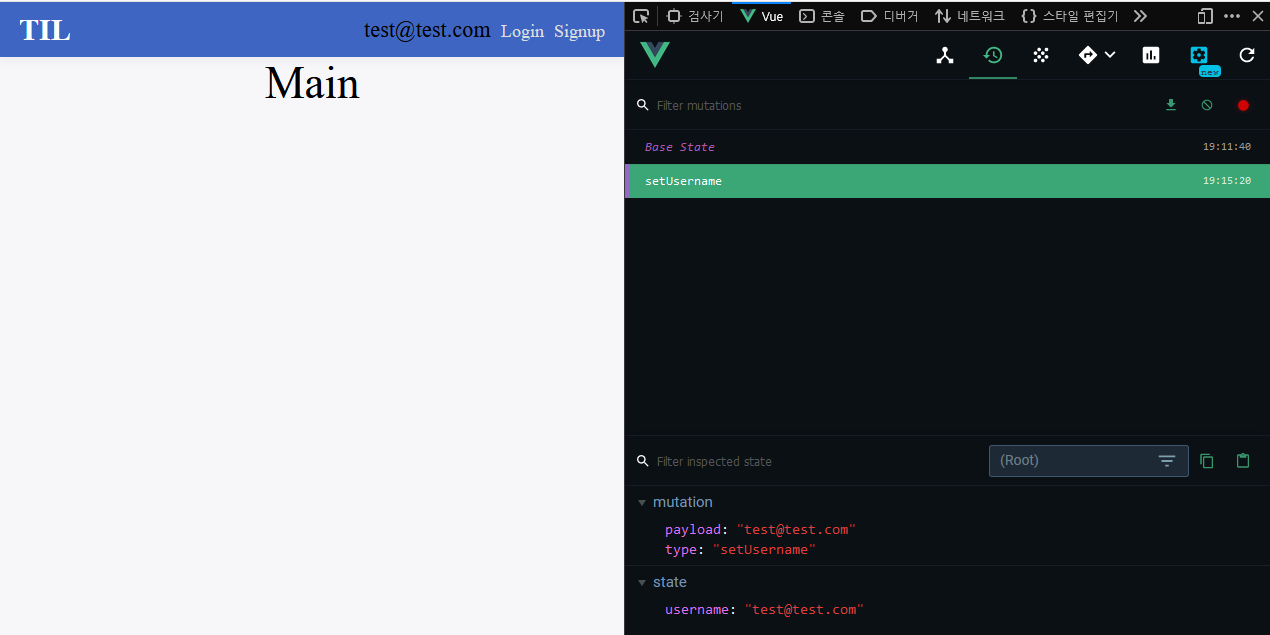 TIL test@test.com Login Signup
Main
검사기 Vue 콘솔 디버거 네트워크 스타일 편집기
new
Filter mutations
Base State 19:11:40
setUsername 19:15:20
Filter inspected state (Root)
mutation
payload: "test@test.com"
type: "setUsername"
state
username: "test@test.com"